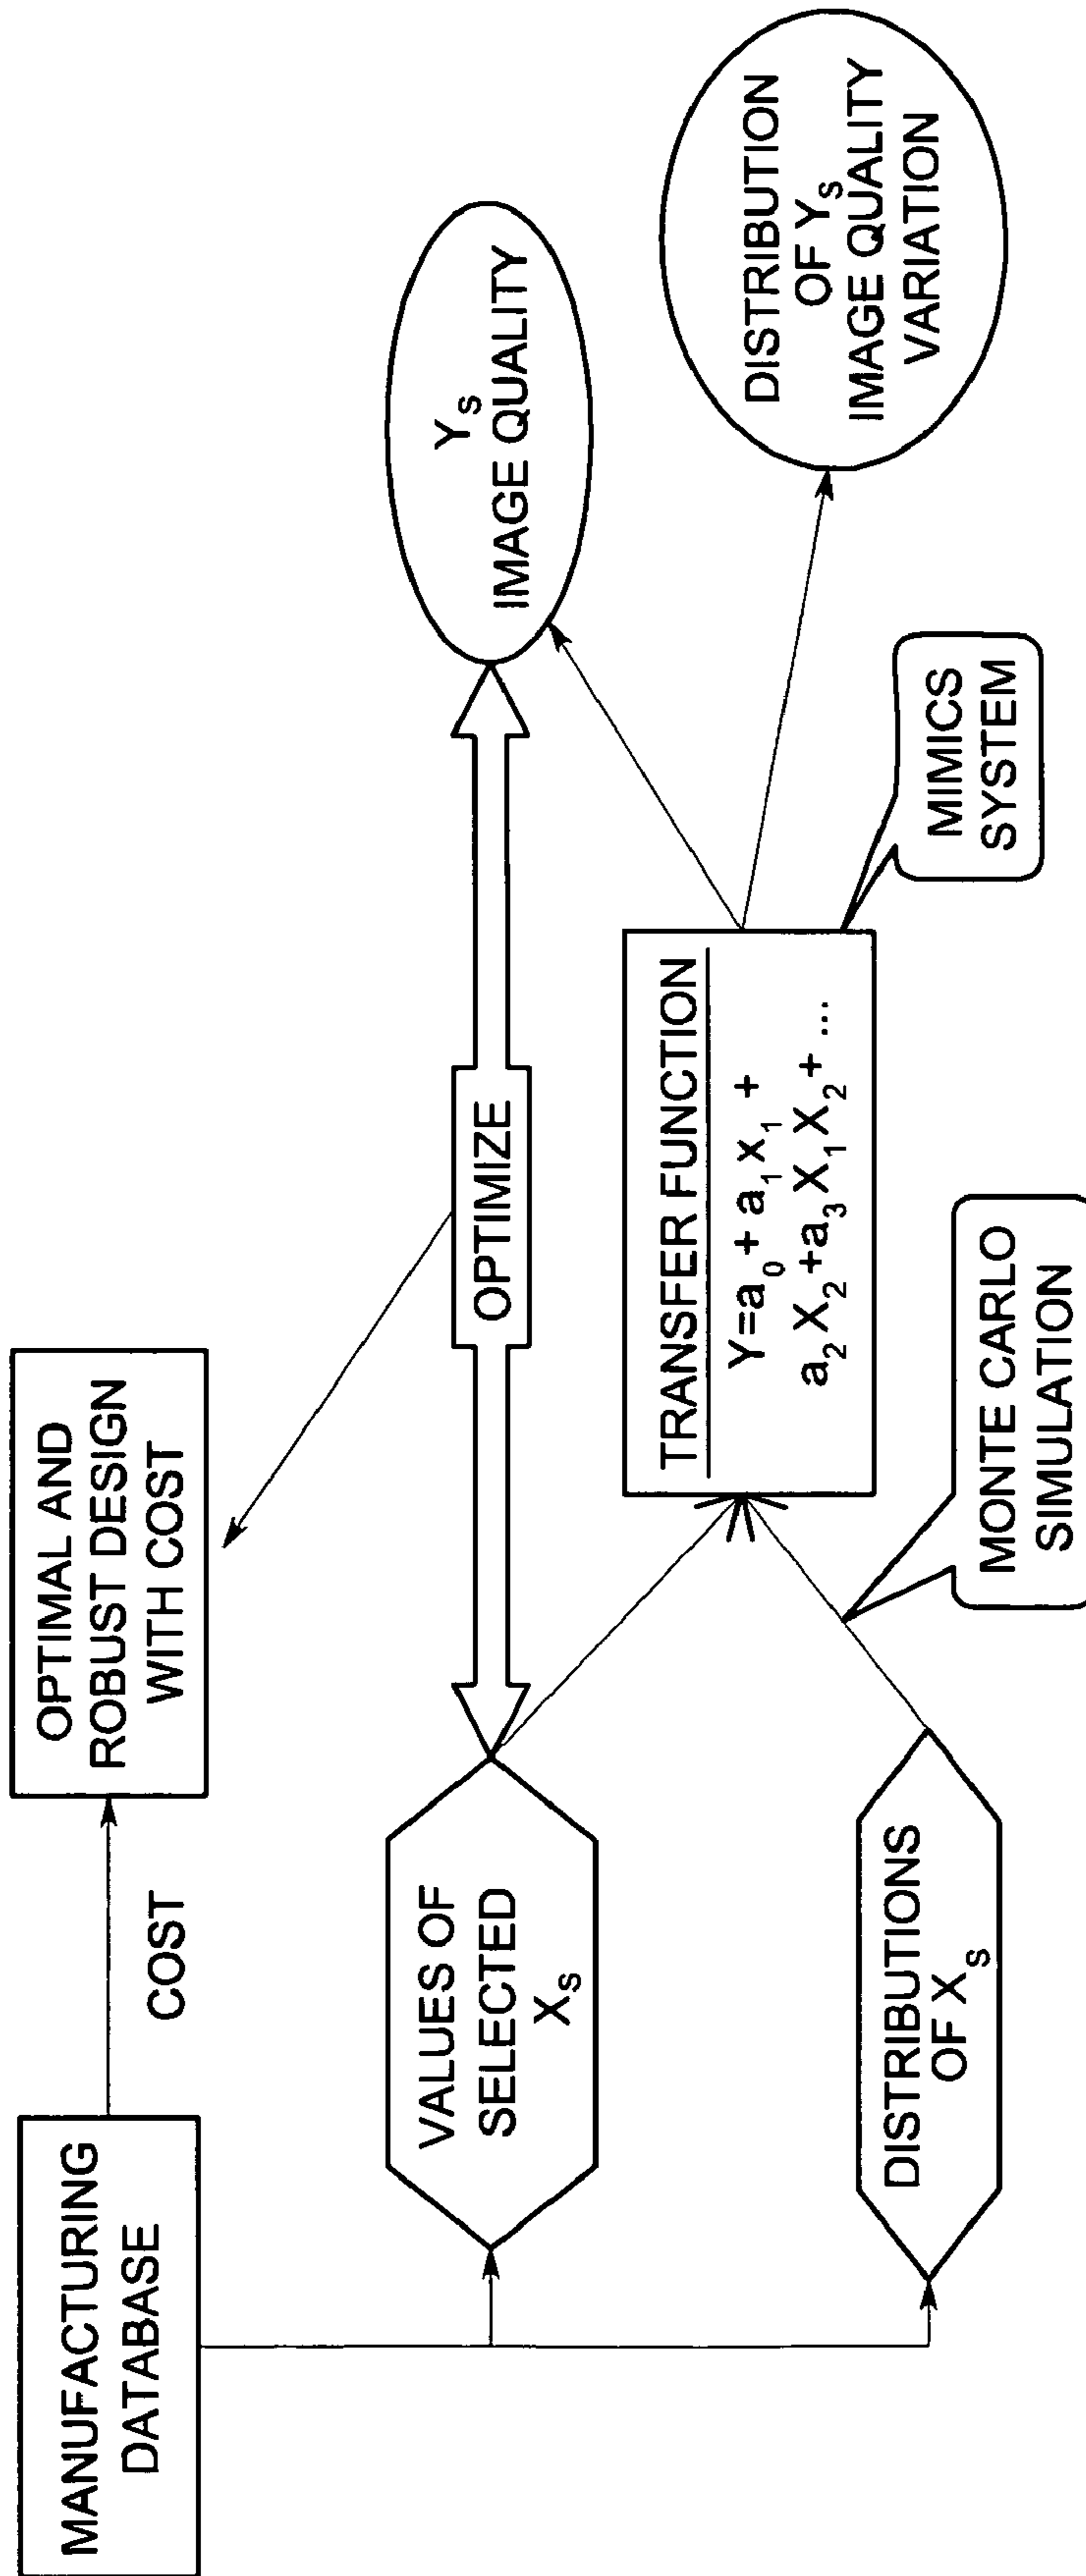 MANUFACTURING
DATABASE
COST
OPTIMAL AND
ROBUST DESIGN
WITH COST
VALUES OF
SELECTED
Xₛ
OPTIMIZE
Yₛ
IMAGE QUALITY
DISTRIBUTIONS
OF Xₛ
MONTE CARLO
SIMULATION
TRANSFER FUNCTION
Y=a₀+ a₁x₁ +
a₂X₂+a₃X₁X₂+ ...
MIMICS
SYSTEM
DISTRIBUTION
OF Yₛ
IMAGE QUALITY
VARIATION